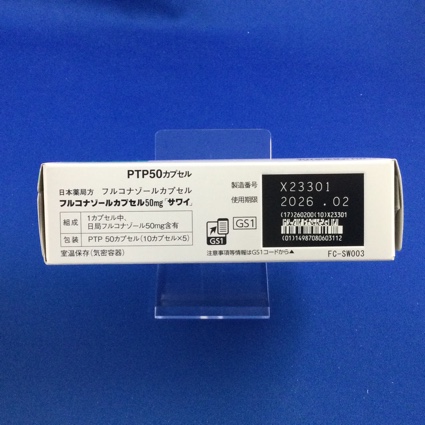 PTP50カプセル
日本薬局方 フルコナゾールカプセル
フルコナゾールカプセル50mg「サワイ」
組成 1カプセル中、
日局フルコナゾール50mg含有
包装 PTP 50カプセル(10カプセル×5)
室温保存(気密容器)
製造番号 X23301
使用期限 2026.02
(17)260200(10)X23301
(01)14987080603112
GS1
GS1
注意事項等情報はGS1コードから▲
FC-SW003